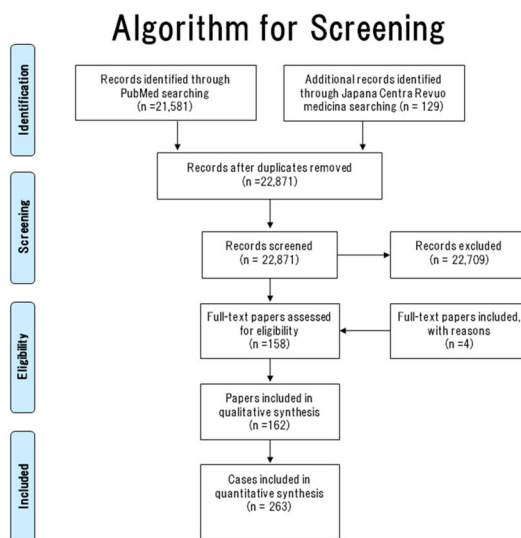 Algorithm for Screening
Identification
Records identified through
PubMed searching
(n =21,581)
Additional records identified
through Japana Centra Revuo
medicina searching (n = 129)
Records after duplicates removed
(n =22,871)
Screening
Records screened
(n = 22,871)
Records excluded
(n = 22,709)
Eligibility
Full-text papers assessed
for eligibility
(n =158)
Full-text papers included,
with reasons
(n =4)
Papers included in
qualitative synthesis
(n =162)
Included
Cases included in
quantitative synthesis
(n = 263)